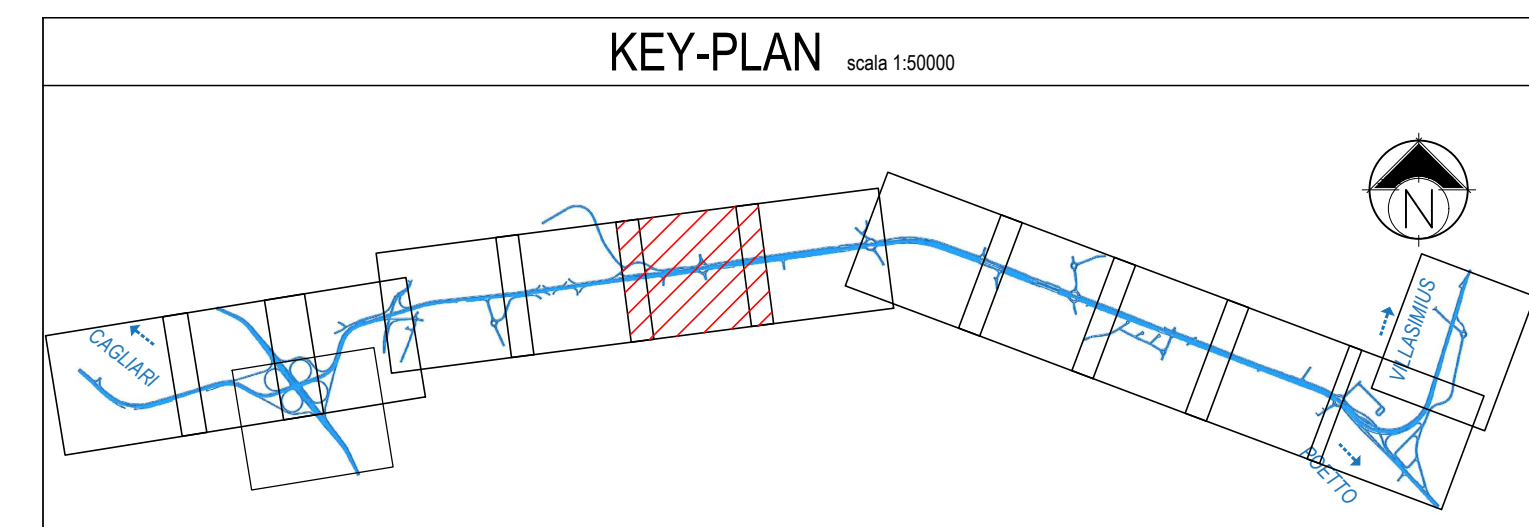 KEY-PLAN scala 1:50000
N
CAGLIARI
VILLASIMIUS
POETTO